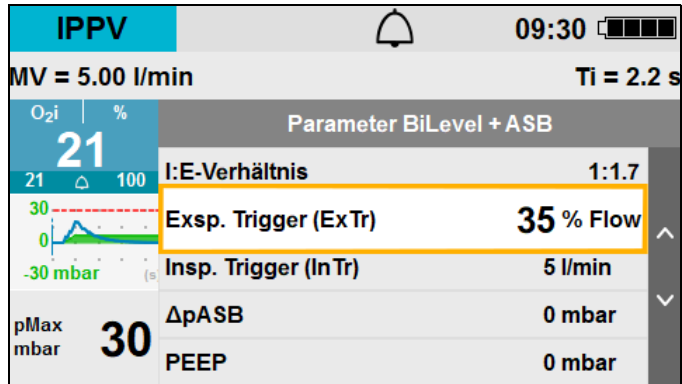 IPPV 09:30
MV = 5.00 l/min Ti = 2.2 s
O₂i %
21
21 100
Parameter BiLevel + ASB
I:E-Verhältnis 1:1.7
Exsp. Trigger (ExTr) 35 % Flow
Insp. Trigger (InTr) 5 l/min
ΔpASB 0 mbar
PEEP 0 mbar
30
0
-30 mbar (s
pMax
mbar 30